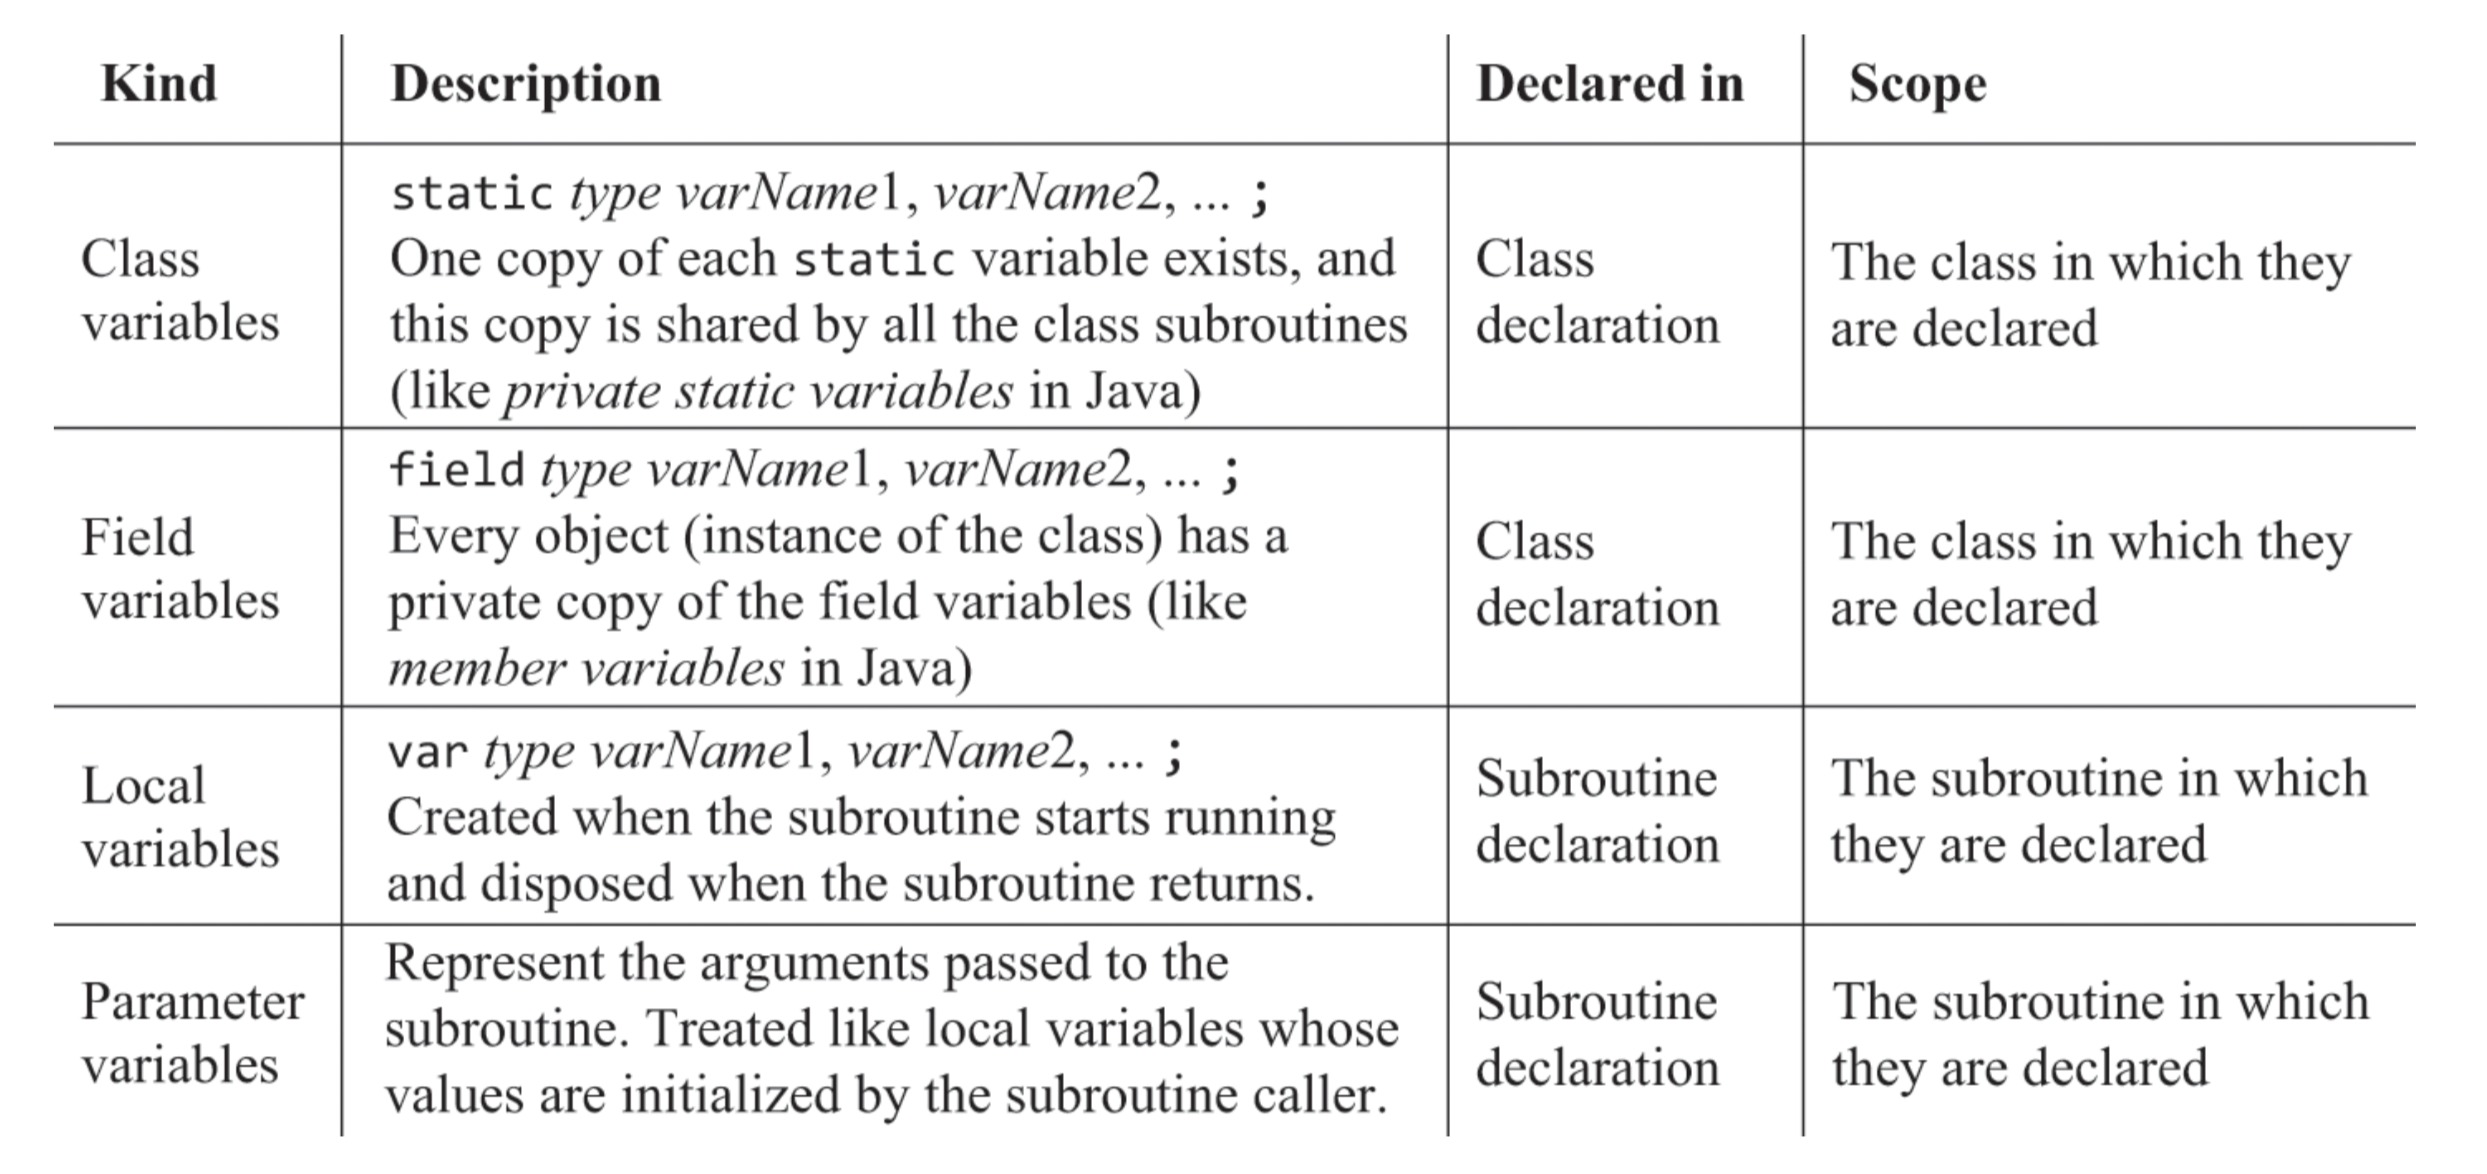 Kind Description Declared in Scope
static type varName1, varName2, ... ;
Class variables
One copy of each static variable exists, and
this copy is shared by all the class subroutines
(like private static variables in Java)
Class declaration
The class in which they
are declared
field type varName1, varName2, ... ;
Field variables
Every object (instance of the class) has a
private copy of the field variables (like
member variables in Java)
Class declaration
The class in which they
are declared
var type varName1, varName2, ... ;
Local variables
Created when the subroutine starts running
and disposed when the subroutine returns.
Subroutine declaration
The subroutine in which
they are declared
Parameter variables
Represent the arguments passed to the
subroutine. Treated like local variables whose
values are initialized by the subroutine caller.
Subroutine declaration
The subroutine in which
they are declared